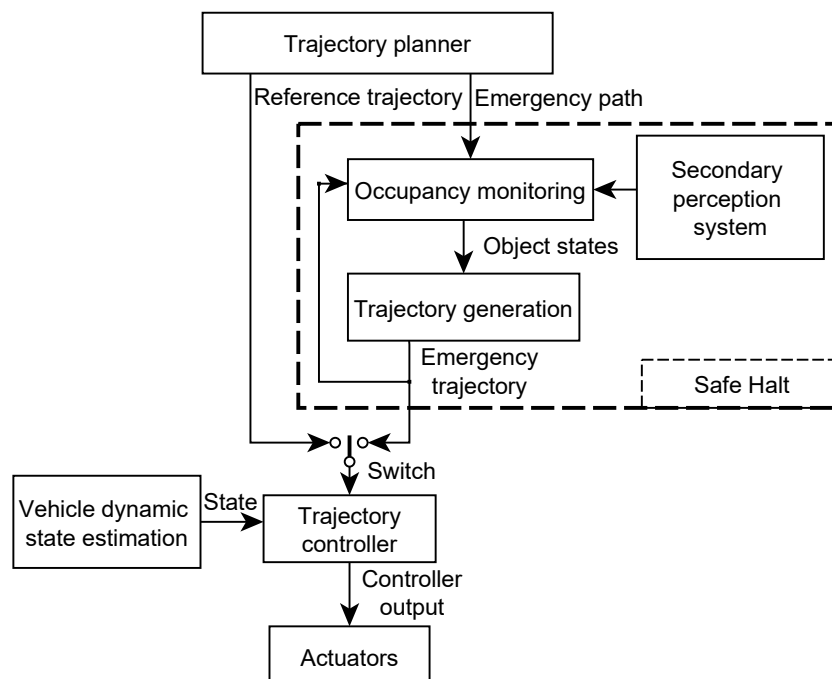 Trajectory planner
Reference trajectory
Emergency path
Occupancy monitoring
Secondary
perception
system
Object states
Trajectory generation
Emergency
trajectory
Safe Halt
Switch
Vehicle dynamic
state estimation
State
Trajectory
controller
Controller
output
Actuators